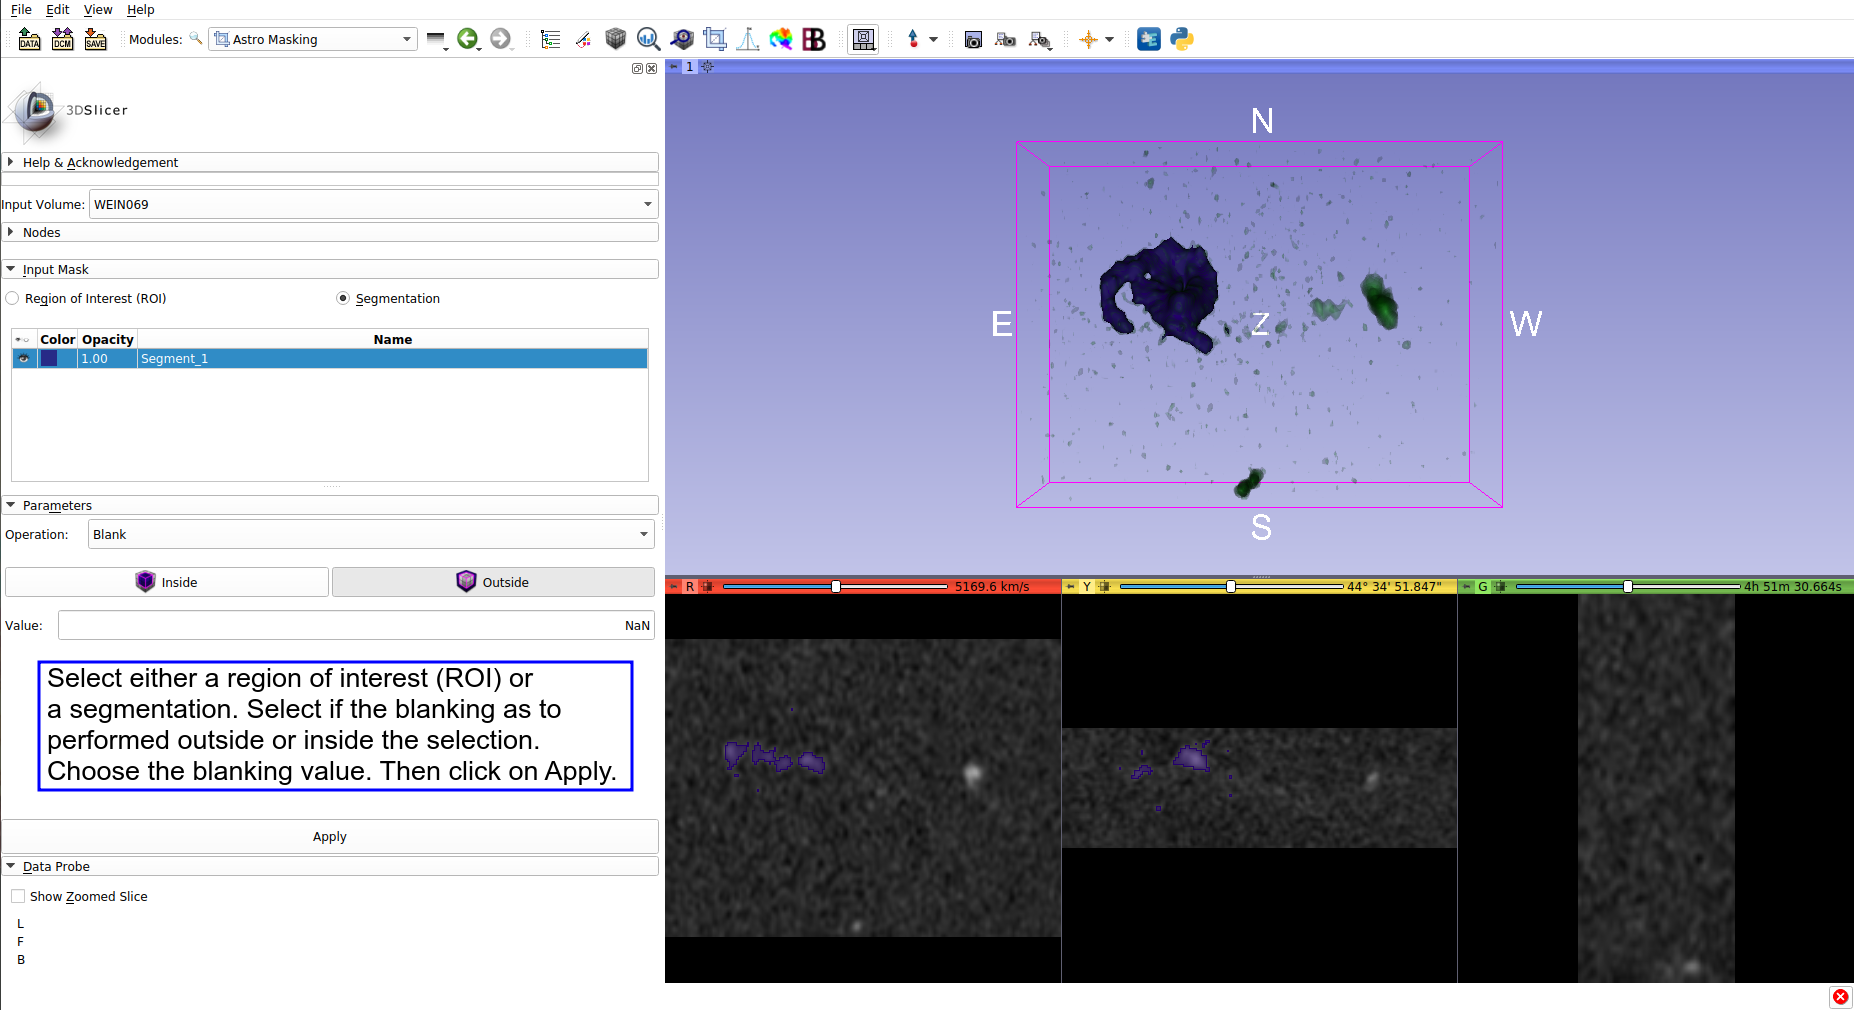 File Edit View Help
DATA DCM SAVE Modules: Astro Masking
1
3DSlicer
Help & Acknowledgement
Input Volume: WEIN069
Nodes
Input Mask
Region of Interest (ROI) Segmentation
Color Opacity Name
1.00 Segment_1
Parameters
Operation: Blank
Inside Outside
Value: NaN
Select either a region of interest (ROI) or
a segmentation. Select if the blanking as to
performed outside or inside the selection.
Choose the blanking value. Then click on Apply.
Apply
Data Probe
Show Zoomed Slice
L
F
B
N
E Z W
S
R 5169.6 km/s Y 44° 34' 51.847" G 4h 51m 30.664s